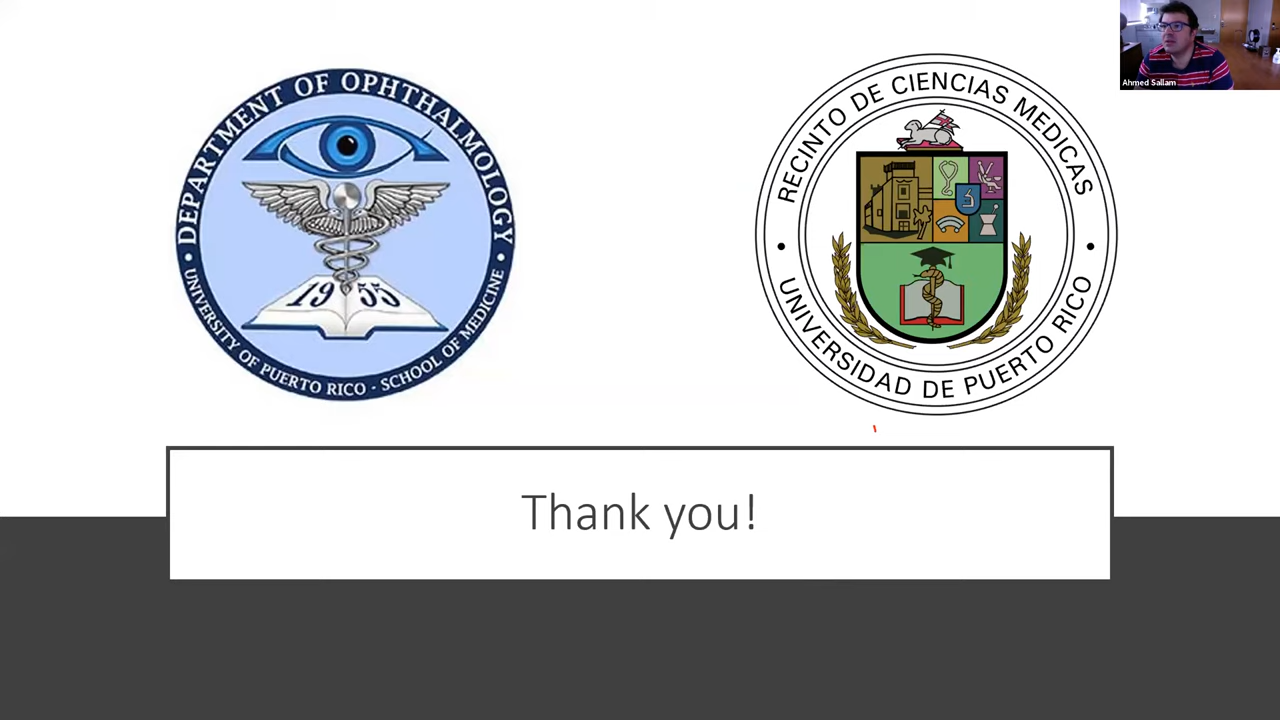 DEPARTMENT OF OPHTHALMOLOGY
1955
UNIVERSITY OF PUERTO RICO - SCHOOL OF MEDICINE
RECINTO DE CIENCIAS MEDICAS
UNIVERSIDAD DE PUERTO RICO
Ahmed Sallam
Thank you!